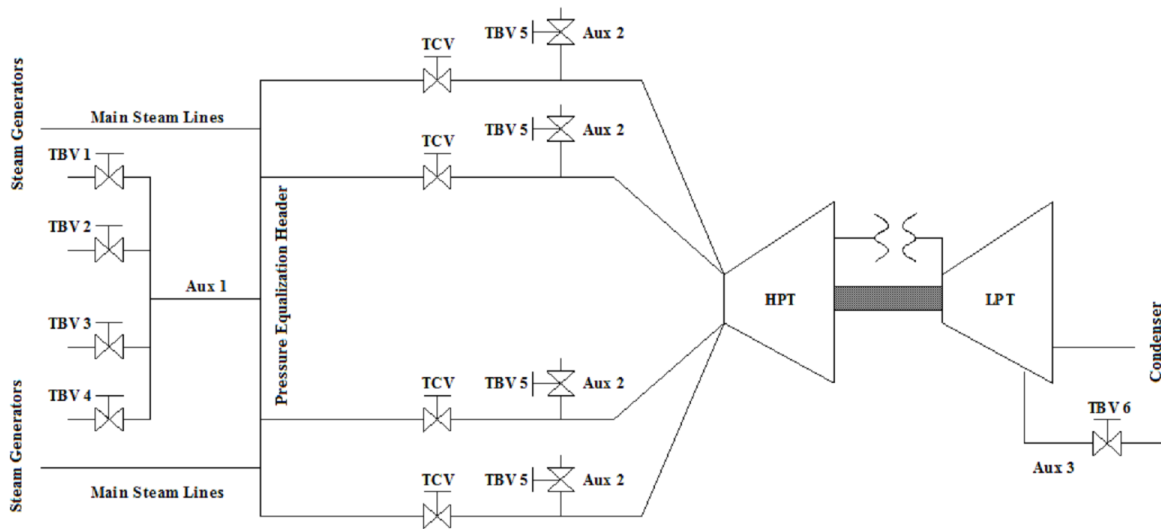 TBV 5
Aux 2
TCV
Steam Generators
Main Steam Lines
TBV 5
Aux 2
TCV
TBV 1
TBV 2
Pressure Equalization Header
Aux 1
HPT
LPT
TBV 3
Condenser
TBV 4
TCV
TBV 5
Aux 2
TBV 6
Steam Generators
Main Steam Lines
Aux 3
TCV
TBV 5
Aux 2